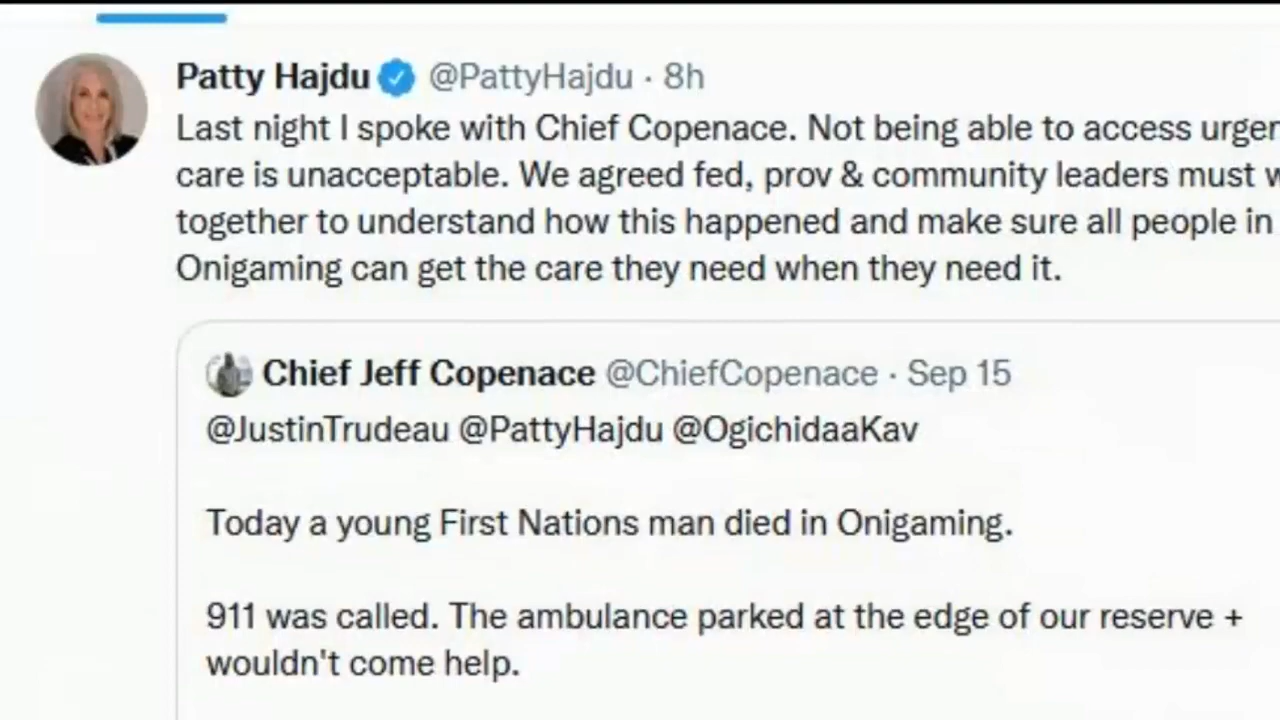 Patty Hajdu @PattyHajdu · 8h
Last night I spoke with Chief Copenace. Not being able to access
care is unacceptable. We agreed fed, prov & community leaders must
together to understand how this happened and make sure all people in
Onigaming can get the care they need when they need it.
Chief Jeff Copenace @ChiefCopenace · Sep 15
@JustinTrudeau @PattyHajdu @OgichidaaKav
Today a young First Nations man died in Onigaming.
911 was called. The ambulance parked at the edge of our reserve +
wouldn't come help.